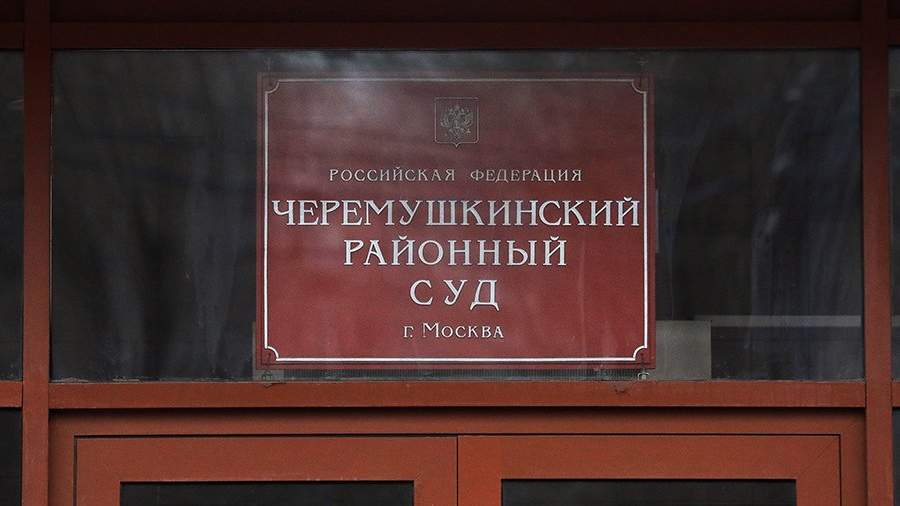 РОССИЙСКАЯ ФЕДЕРАЦИЯ
ЧЕРЕМУШКИНСКИЙ
РАЙОННЫЙ
СУД
г. Москва